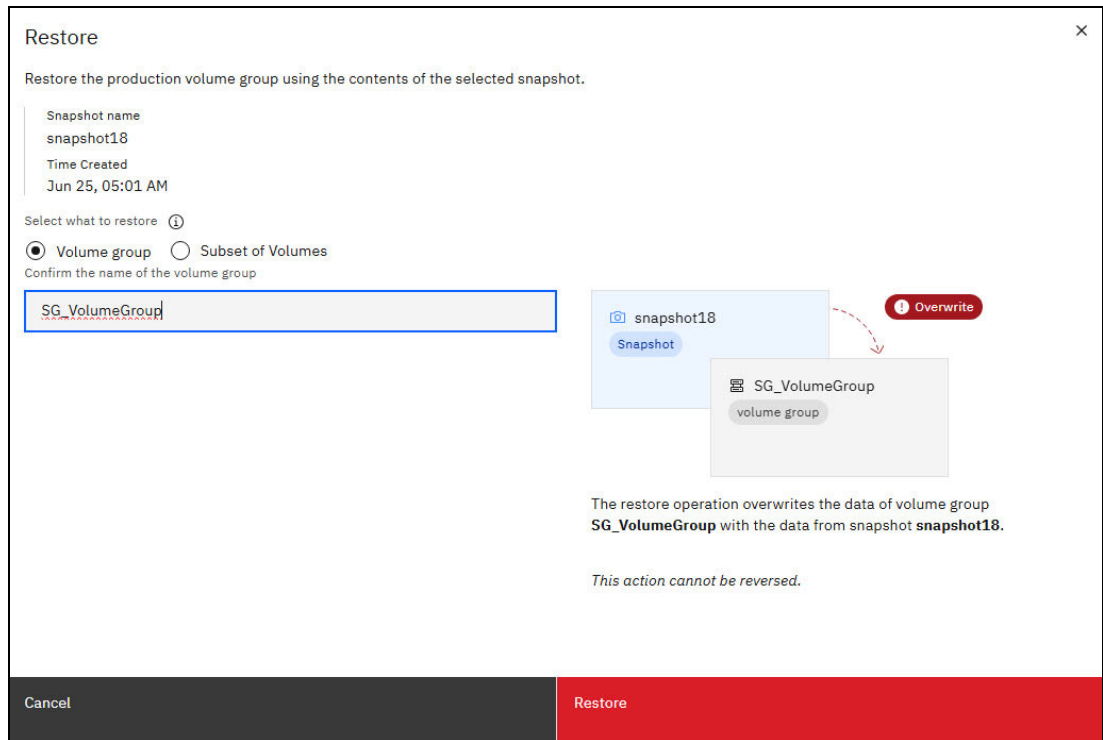 Restore
Restore the production volume group using the contents of the selected snapshot.
Snapshot name
snapshot18
Time Created
Jun 25, 05:01 AM
Select what to restore
Volume group
Subset of Volumes
Confirm the name of the volume group
SG_VolumeGroup
snapshot18
Snapshot
Overwrite
SG_VolumeGroup
volume group
The restore operation overwrites the data of volume group
SG_VolumeGroup with the data from snapshot snapshot18.
This action cannot be reversed.
Cancel
Restore